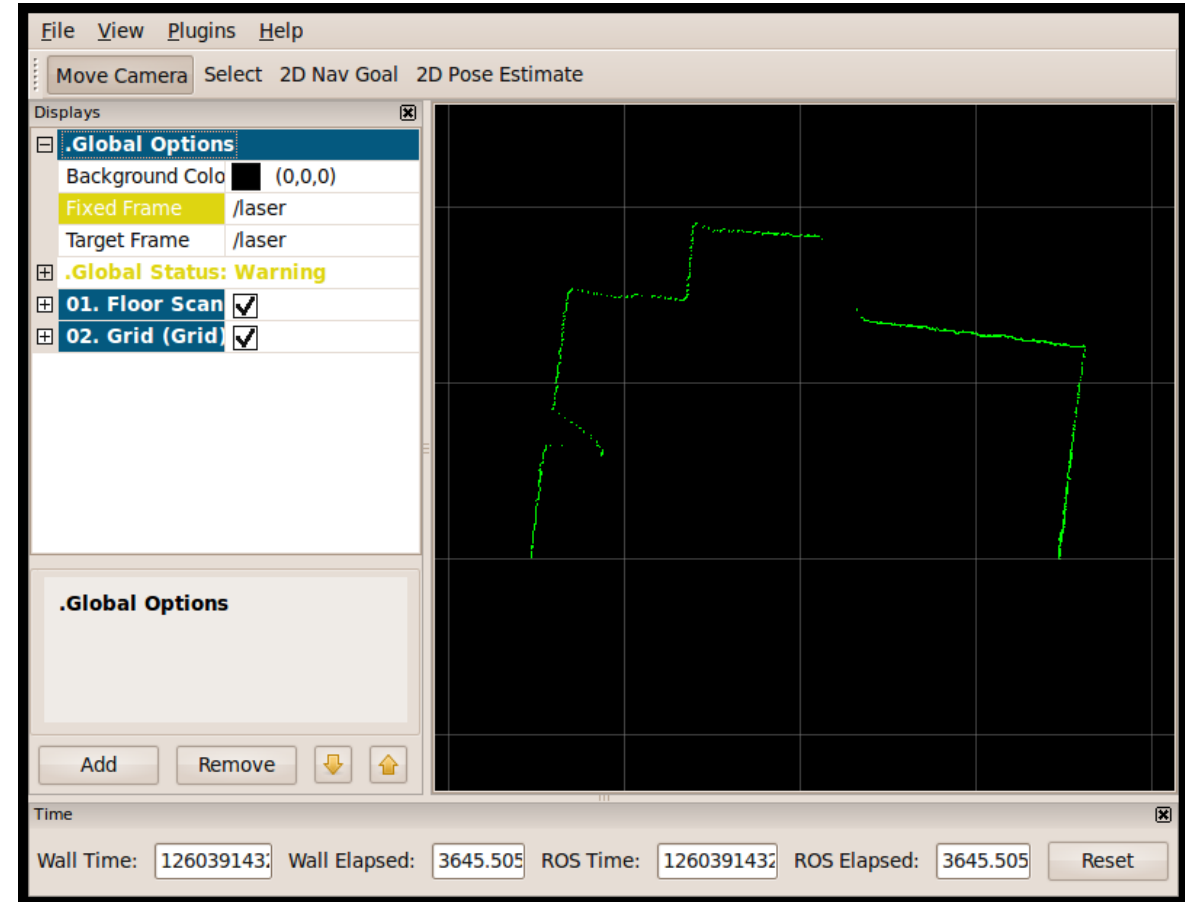 File View Plugins Help
Move Camera Select 2D Nav Goal 2D Pose Estimate
Displays
.Global Options
Background Colo (0,0,0)
Fixed Frame /laser
Target Frame /laser
.Global Status: Warning
01. Floor Scan
02. Grid (Grid)
.Global Options
Add Remove
Time
Wall Time: 1260391432 Wall Elapsed: 3645.505 ROS Time: 1260391432 ROS Elapsed: 3645.505 Reset